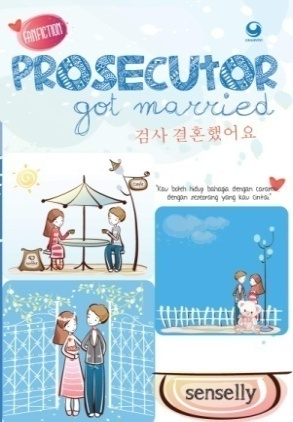 FANFICTION
PROSECUTOR
got married
검사 결혼했어요
"Kau boleh hidup bahagia dengan caramu
dengan seseorang yang kau cintai"
Cafe
senselly